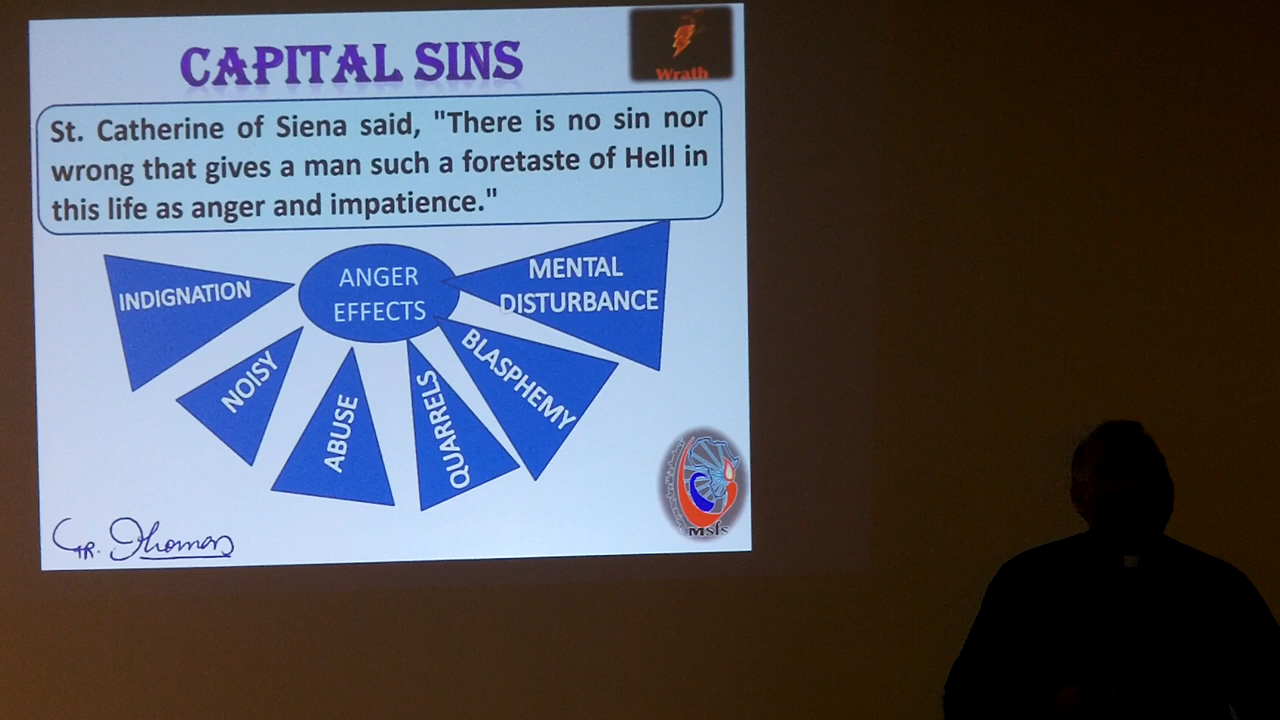 CAPITAL SINS
Wrath
St. Catherine of Siena said, "There is no sin nor
wrong that gives a man such a foretaste of Hell in
this life as anger and impatience."
ANGER
EFFECTS
INDIGNATION
NOISY
ABUSE
QUARRELS
BLASPHEMY
MENTAL
DISTURBANCE
Thomas
Msfs